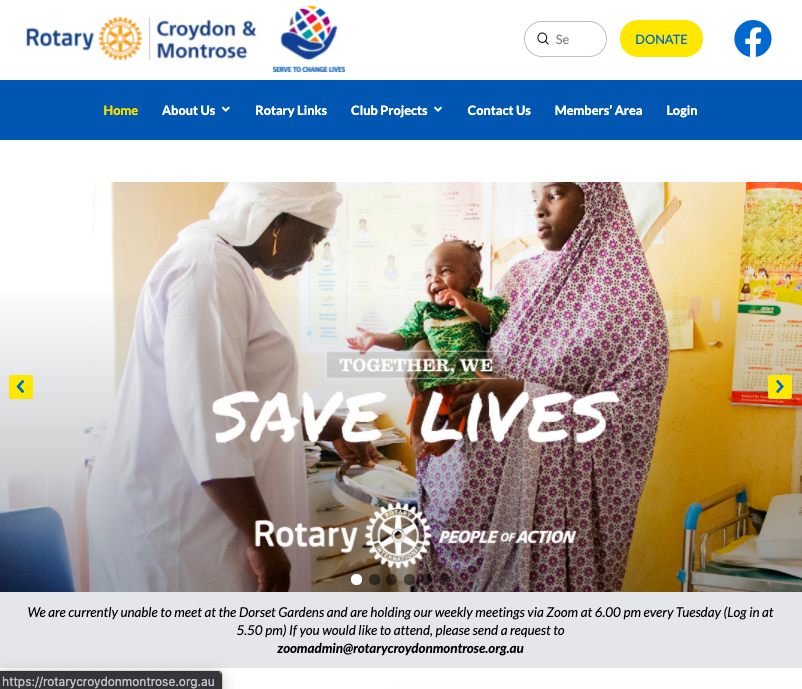 Rotary
Croydon &
Montrose
SERVE TO CHANGE LIVES
Se
DONATE
Home
About Us
Rotary Links
Club Projects
Contact Us
Members' Area
Login
TOGETHER, WE
SAVE LIVES
Rotary
ROTARY
INTERNATIONAL
PEOPLE OF ACTION
We are currently unable to meet at the Dorset Gardens and are holding our weekly meetings via Zoom at 6.00 pm every Tuesday (Log in at
5.50 pm) If you would like to attend, please send a request to
zoomadmin@rotarycroydonmontrose.org.au
https://rotarycroydonmontrose.org.au